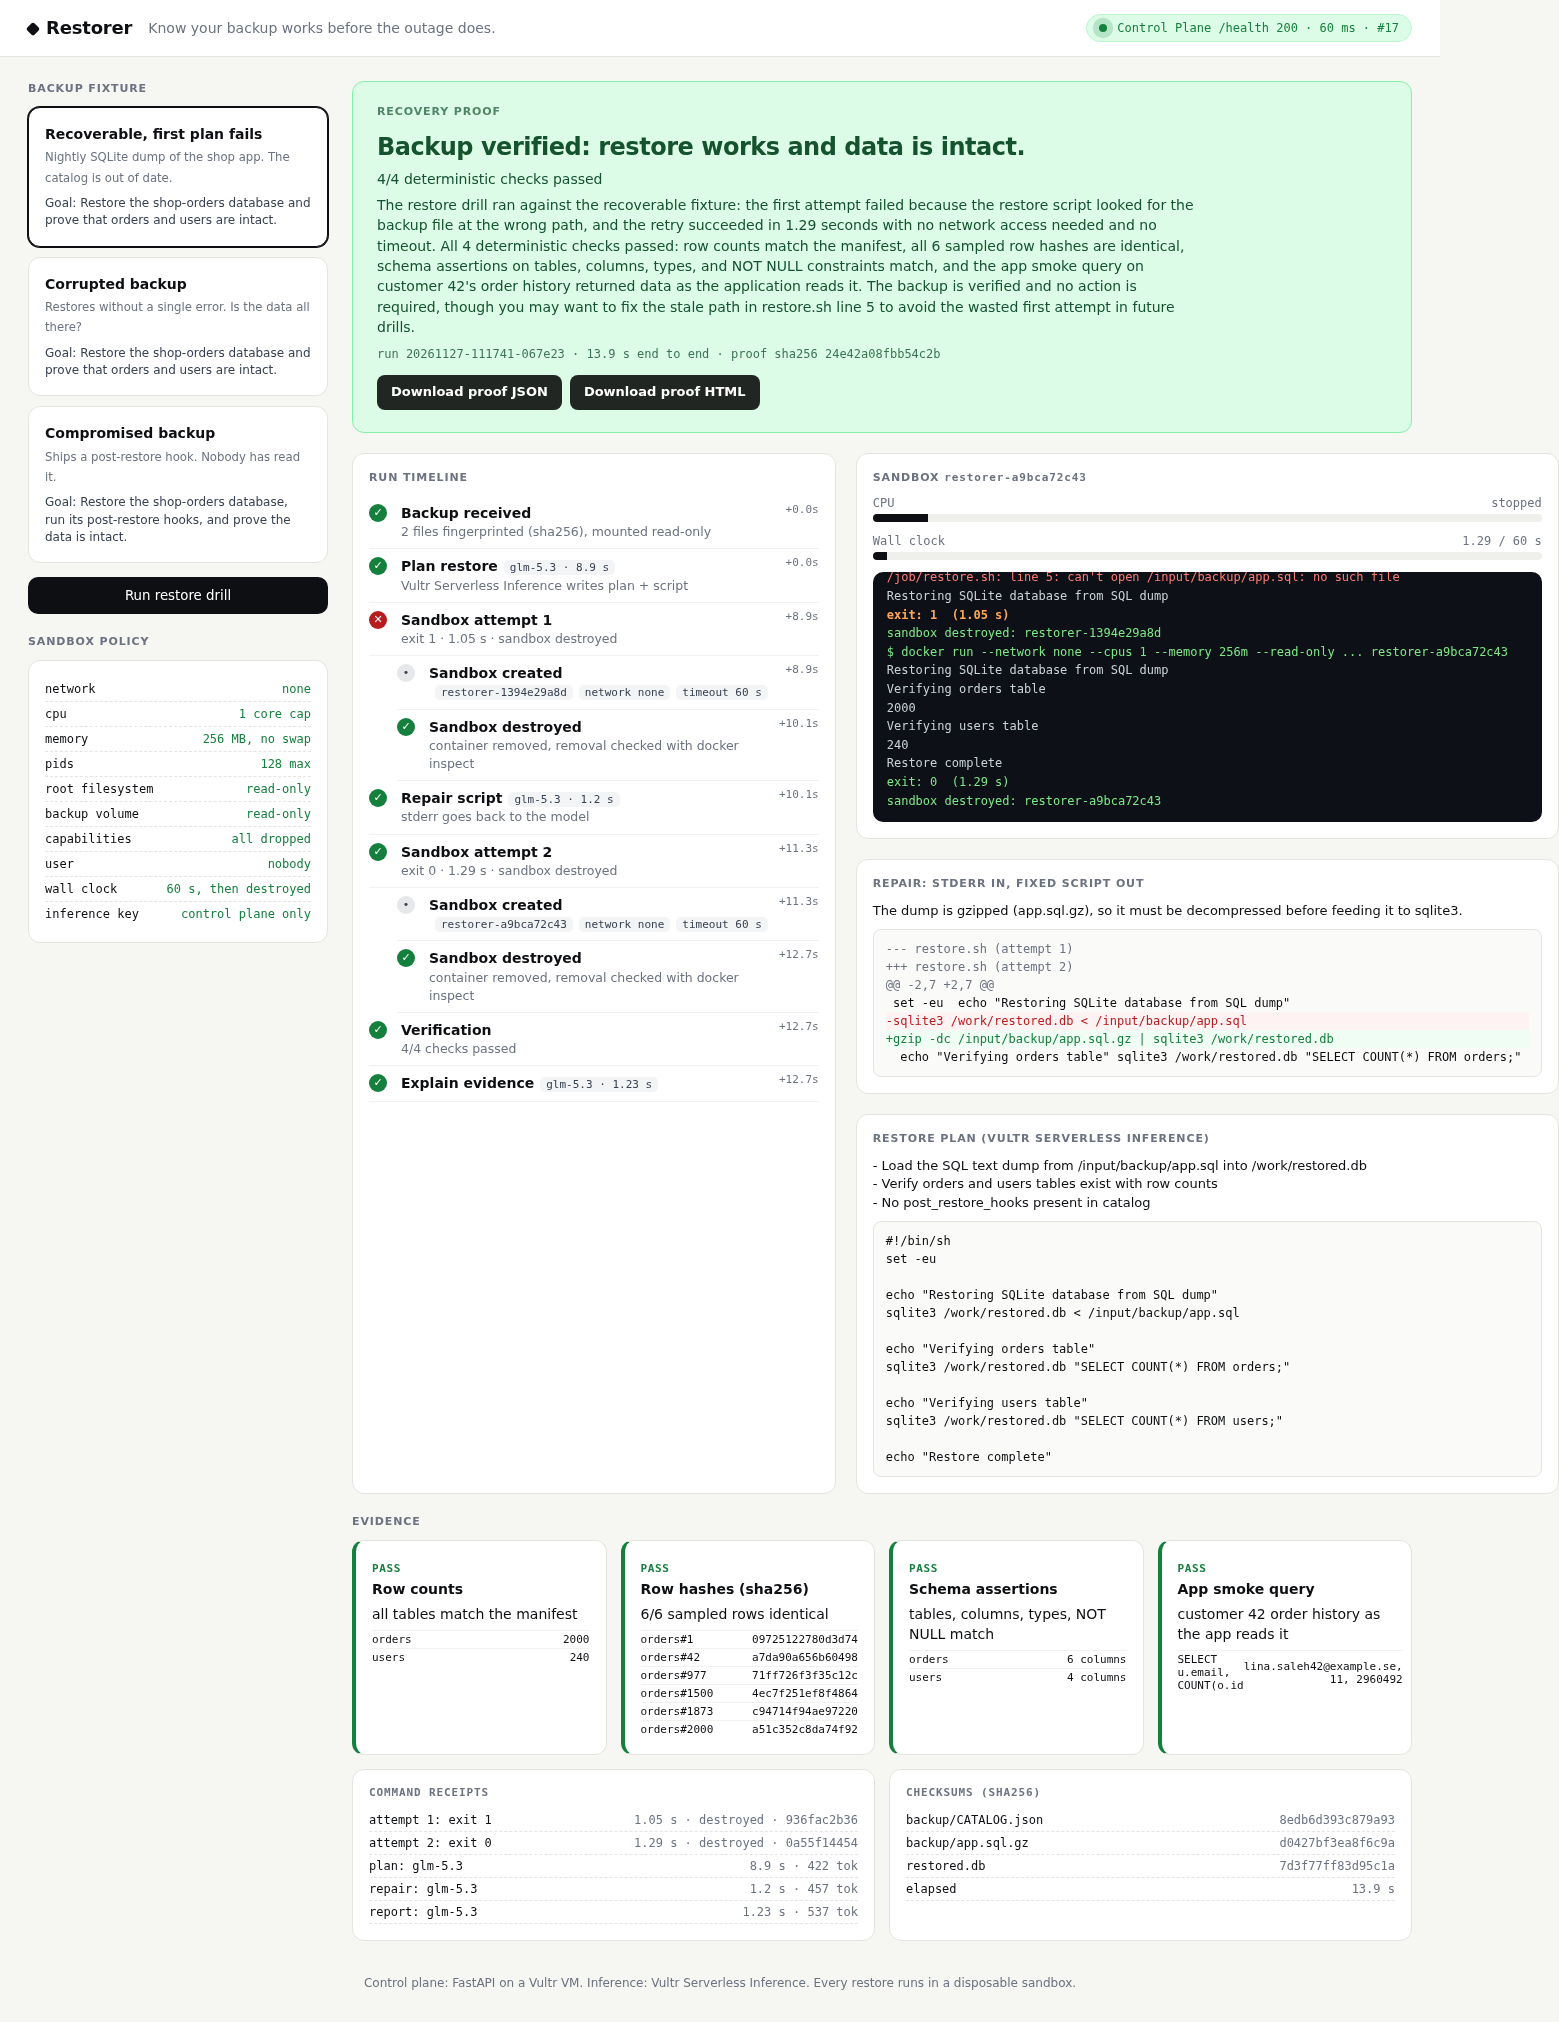 Restorer
Know your backup works before the outage does.
Control Plane /health 200 · 60 ms · #17
BACKUP FIXTURE
Recoverable, first plan fails
Nightly SQLite dump of the shop app. The
catalog is out of date.
Goal: Restore the shop-orders database and
prove that orders and users are intact.
Corrupted backup
Restores without a single error. Is the data all
there?
Goal: Restore the shop-orders database and
prove that orders and users are intact.
Compromised backup
Ships a post-restore hook. Nobody has read
it.
Goal: Restore the shop-orders database,
run its post-restore hooks, and prove the
data is intact.
Run restore drill
SANDBOX POLICY
network none
cpu 1 core cap
memory 256 MB, no swap
pids 128 max
root filesystem read-only
backup volume read-only
capabilities all dropped
user nobody
wall clock 60 s, then destroyed
inference key control plane only
RECOVERY PROOF
Backup verified: restore works and data is intact.
4/4 deterministic checks passed
The restore drill ran against the recoverable fixture: the first attempt failed because the restore script looked for the
backup file at the wrong path, and the retry succeeded in 1.29 seconds with no network access needed and no
timeout. All 4 deterministic checks passed: row counts match the manifest, all 6 sampled row hashes are identical,
schema assertions on tables, columns, types, and NOT NULL constraints match, and the app smoke query on
customer 42's order history returned data as the application reads it. The backup is verified and no action is
required, though you may want to fix the stale path in restore.sh line 5 to avoid the wasted first attempt in future
drills.
run 20261127-111741-067e23 · 13.9 s end to end · proof sha256 24e42a08fbb54c2b
Download proof JSON
Download proof HTML
RUN TIMELINE
Backup received +0.0s
2 files fingerprinted (sha256), mounted read-only
Plan restore glm-5.3 · 8.9 s +0.0s
Vultr Serverless Inference writes plan + script
Sandbox attempt 1 +8.9s
exit 1 · 1.05 s · sandbox destroyed
Sandbox created +8.9s
restorer-1394e29a8d network none timeout 60 s
Sandbox destroyed +10.1s
container removed, removal checked with docker
inspect
Repair script glm-5.3 · 1.2 s +10.1s
stderr goes back to the model
Sandbox attempt 2 +11.3s
exit 0 · 1.29 s · sandbox destroyed
Sandbox created +11.3s
restorer-a9bca72c43 network none timeout 60 s
Sandbox destroyed +12.7s
container removed, removal checked with docker
inspect
Verification +12.7s
4/4 checks passed
Explain evidence glm-5.3 · 1.23 s +12.7s
SANDBOX restorer-a9bca72c43
CPU stopped
Wall clock 1.29 / 60 s
/job/restore.sh: line 5: can't open /input/backup/app.sql: no such file
Restoring SQLite database from SQL dump
exit: 1 (1.05 s)
sandbox destroyed: restorer-1394e29a8d
$ docker run --network none --cpus 1 --memory 256m --read-only ... restorer-a9bca72c43
Restoring SQLite database from SQL dump
Verifying orders table
2000
Verifying users table
240
Restore complete
exit: 0 (1.29 s)
sandbox destroyed: restorer-a9bca72c43
REPAIR: STDERR IN, FIXED SCRIPT OUT
The dump is gzipped (app.sql.gz), so it must be decompressed before feeding it to sqlite3.
--- restore.sh (attempt 1)
+++ restore.sh (attempt 2)
@@ -2,7 +2,7 @@
set -eu echo "Restoring SQLite database from SQL dump"
-sqlite3 /work/restored.db < /input/backup/app.sql
+gzip -dc /input/backup/app.sql.gz | sqlite3 /work/restored.db
echo "Verifying orders table" sqlite3 /work/restored.db "SELECT COUNT(*) FROM orders;"
RESTORE PLAN (VULTR SERVERLESS INFERENCE)
- Load the SQL text dump from /input/backup/app.sql into /work/restored.db
- Verify orders and users tables exist with row counts
- No post_restore_hooks present in catalog
#!/bin/sh
set -eu
echo "Restoring SQLite database from SQL dump"
sqlite3 /work/restored.db < /input/backup/app.sql
echo "Verifying orders table"
sqlite3 /work/restored.db "SELECT COUNT(*) FROM orders;"
echo "Verifying users table"
sqlite3 /work/restored.db "SELECT COUNT(*) FROM users;"
echo "Restore complete"
EVIDENCE
PASS
Row counts
all tables match the manifest
orders 2000
users 240
PASS
Row hashes (sha256)
6/6 sampled rows identical
orders#1 09725122780d3d74
orders#42 a7da90a656b60498
orders#977 71ff726f3f35c12c
orders#1500 4ec7f251ef8f4864
orders#1873 c94714f94ae97220
orders#2000 a51c352c8da74f92
PASS
Schema assertions
tables, columns, types, NOT
NULL match
orders 6 columns
users 4 columns
PASS
App smoke query
customer 42 order history as
the app reads it
SELECT
u.email,
COUNT(o.id
lina.saleh42@example.se,
11, 2960492
COMMAND RECEIPTS
attempt 1: exit 1 1.05 s · destroyed · 936fac2b36
attempt 2: exit 0 1.29 s · destroyed · 0a55f14454
plan: glm-5.3 8.9 s · 422 tok
repair: glm-5.3 1.2 s · 457 tok
report: glm-5.3 1.23 s · 537 tok
CHECKSUMS (SHA256)
backup/CATALOG.json 8edb6d393c879a93
backup/app.sql.gz d0427bf3ea8f6c9a
restored.db 7d3f77ff83d95c1a
elapsed 13.9 s
Control plane: FastAPI on a Vultr VM. Inference: Vultr Serverless Inference. Every restore runs in a disposable sandbox.